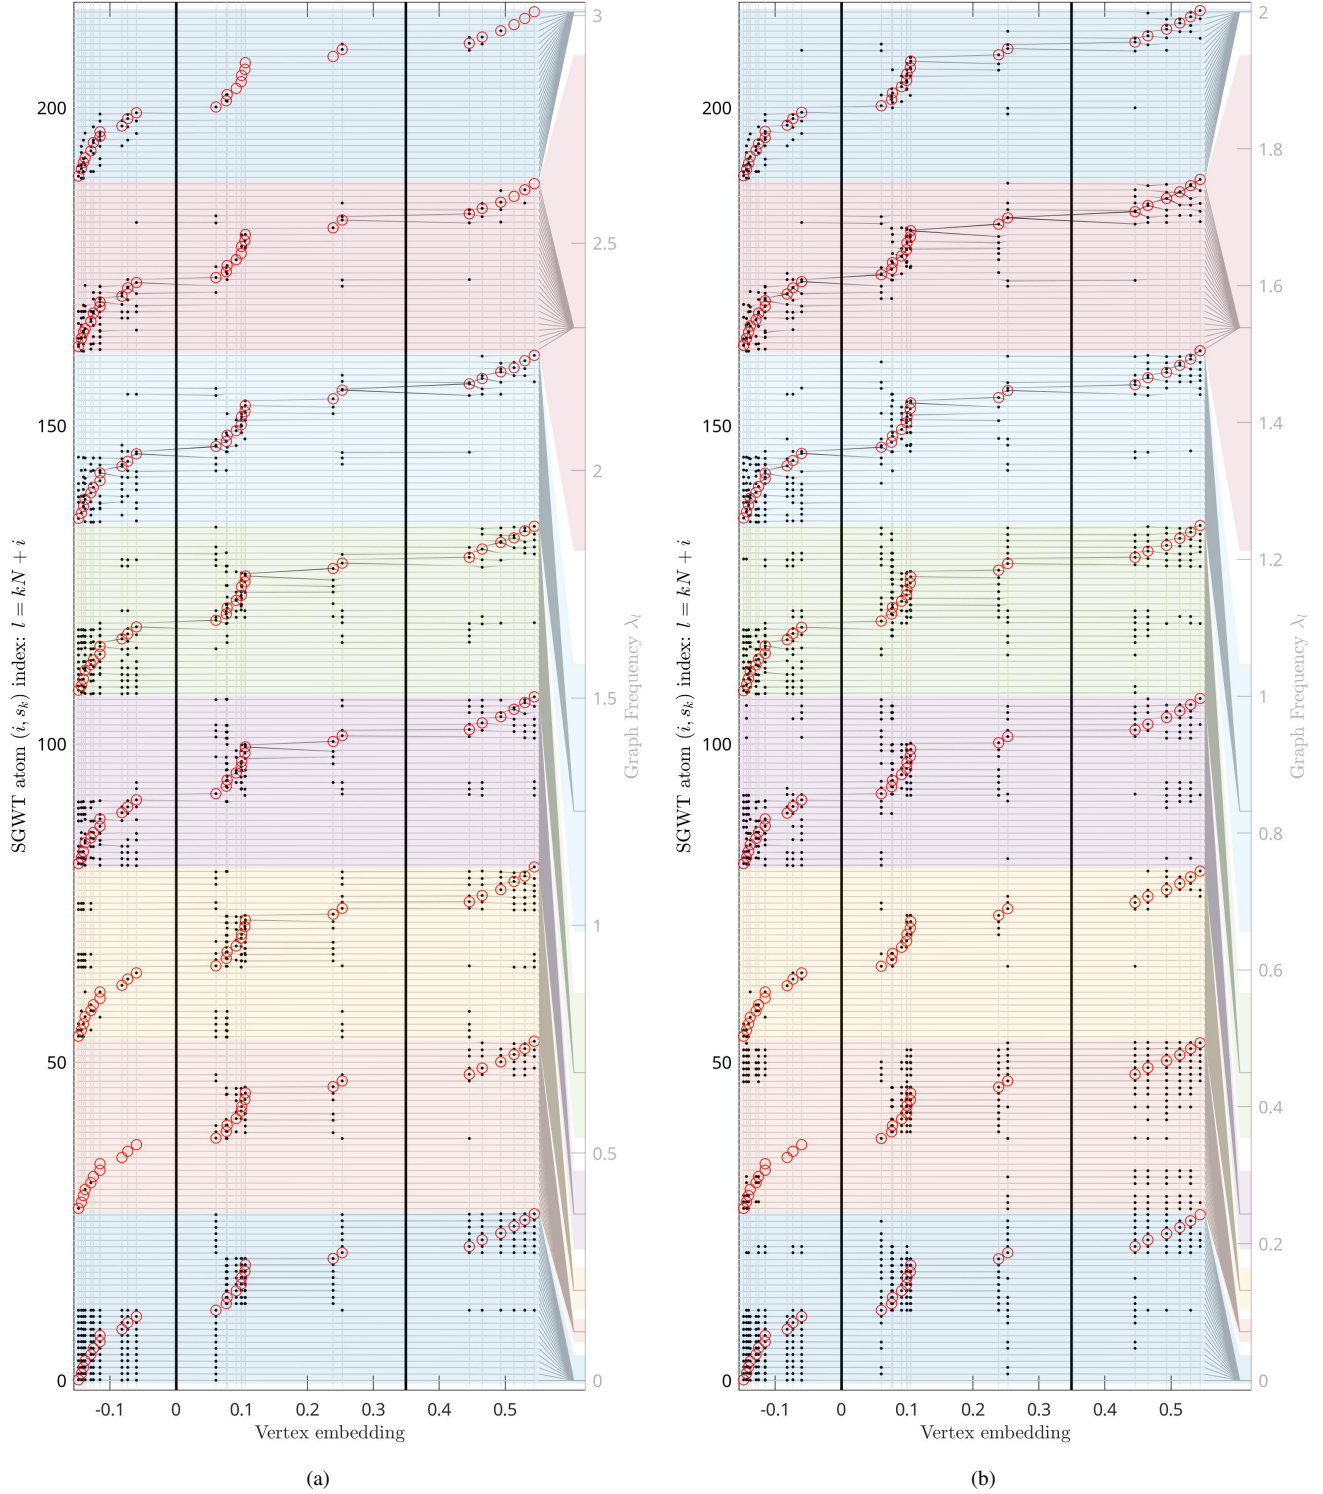 SGWT atom (i, s_k) index: l = kN + i
200
150
100
50
0
-0.1 0 0.1 0.2 0.3 0.4 0.5
Vertex embedding
3
2.5
2
1.5
1
0.5
0
Graph Frequency λ_l
(a)
SGWT atom (i, s_k) index: l = kN + i
200
150
100
50
0
-0.1 0 0.1 0.2 0.3 0.4 0.5
Vertex embedding
2
1.8
1.6
1.4
1.2
1
0.8
0.6
0.4
0.2
0
Graph Frequency λ_l
(b)